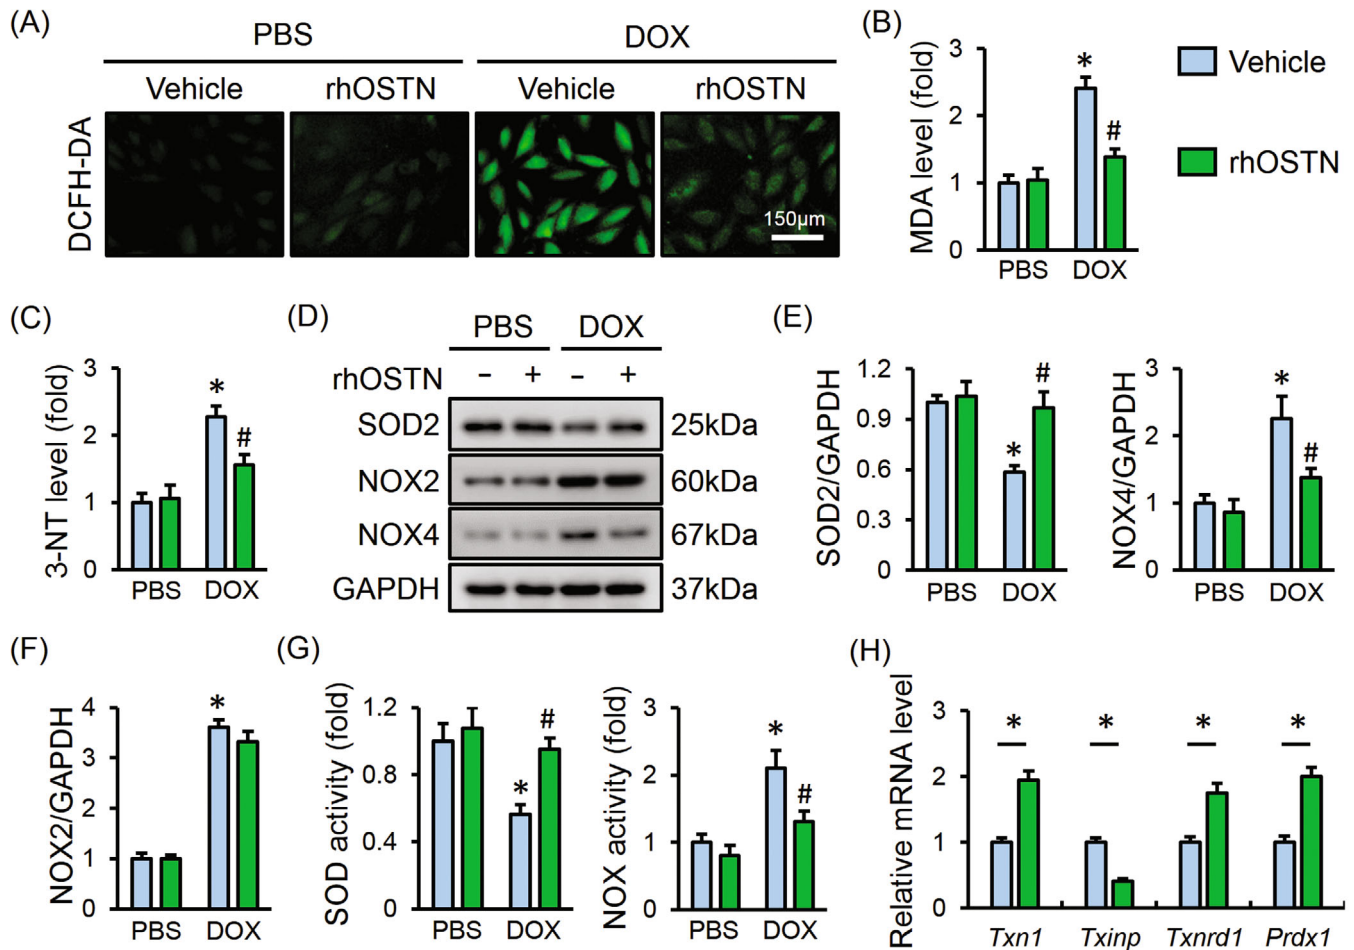 (A)
PBS
DOX
Vehicle
rhOSTN
Vehicle
rhOSTN
DCFH-DA
150μm
(B)
MDA level (fold)
3
2
1
0
PBS
DOX
*
#
Vehicle
rhOSTN
(C)
3-NT level (fold)
3
2
1
0
PBS
DOX
*
#
(D)
PBS
DOX
rhOSTN
− + − +
SOD2
25kDa
NOX2
60kDa
NOX4
67kDa
GAPDH
37kDa
(E)
SOD2/GAPDH
1.2
0.9
0.6
0.3
0
PBS
DOX
*
#
NOX4/GAPDH
3
2
1
0
PBS
DOX
*
#
(F)
NOX2/GAPDH
4
3
2
1
0
PBS
DOX
*
(G)
SOD activity (fold)
1.2
0.8
0.4
0
PBS
DOX
*
#
NOX activity (fold)
3
2
1
0
PBS
DOX
*
#
(H)
Relative mRNA level
3
2
1
0
*
*
*
*
Txn1
Txinp
Txnrd1
Prdx1